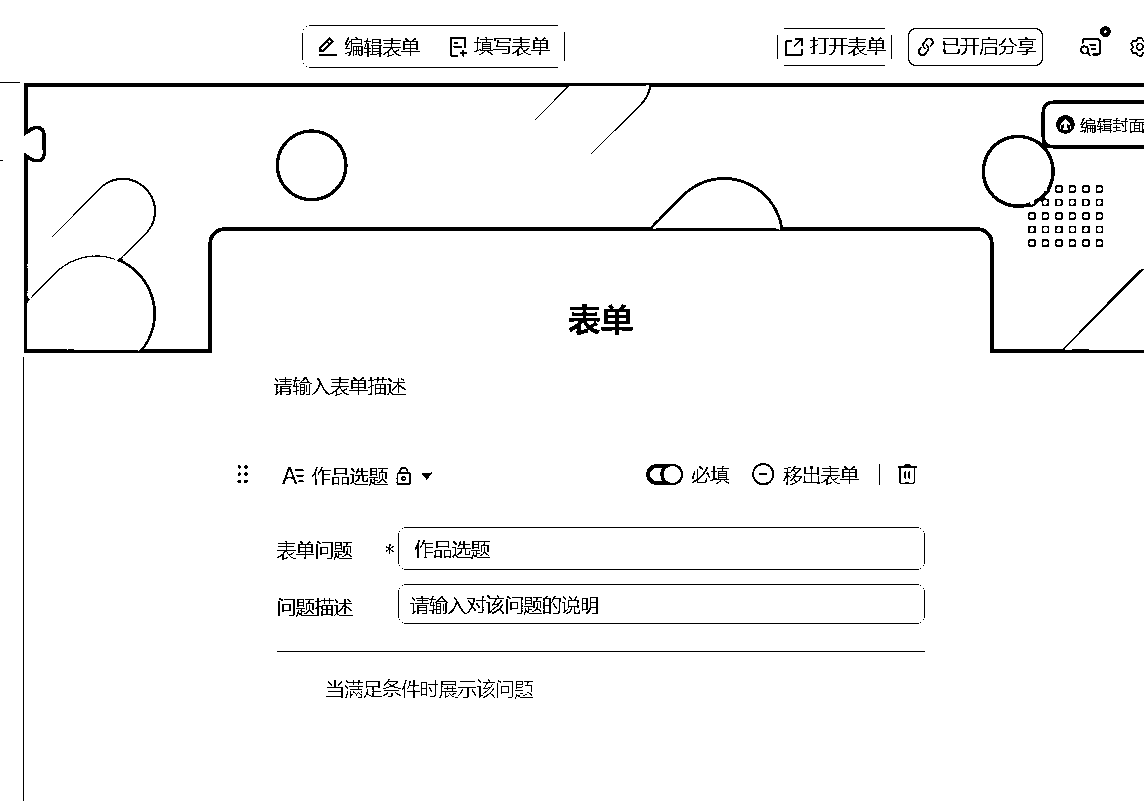 编辑表单 填写表单 打开表单 已开启分享
编辑封面
表单
请输入表单描述
作品选题 必填 移出表单
表单问题 * 作品选题
问题描述 请输入对该问题的说明
当满足条件时展示该问题